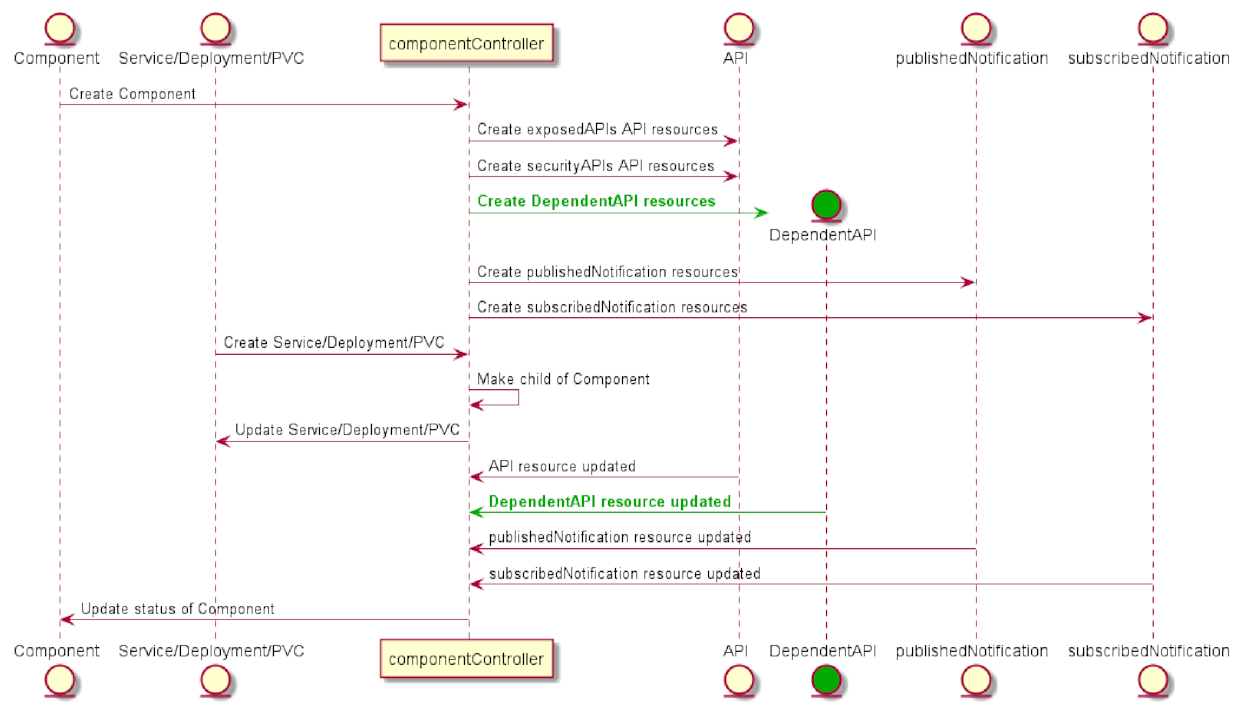 Component
Service/Deployment/PVC
componentController
API
publishedNotification
subscribedNotification
Create Component
Create exposedAPIs API resources
Create securityAPIs API resources
Create DependentAPI resources
DependentAPI
Create publishedNotification resources
Create subscribedNotification resources
Create Service/Deployment/PVC
Make child of Component
Update Service/Deployment/PVC
API resource updated
DependentAPI resource updated
publishedNotification resource updated
subscribedNotification resource updated
Update status of Component
Component
Service/Deployment/PVC
componentController
API
DependentAPI
publishedNotification
subscribedNotification